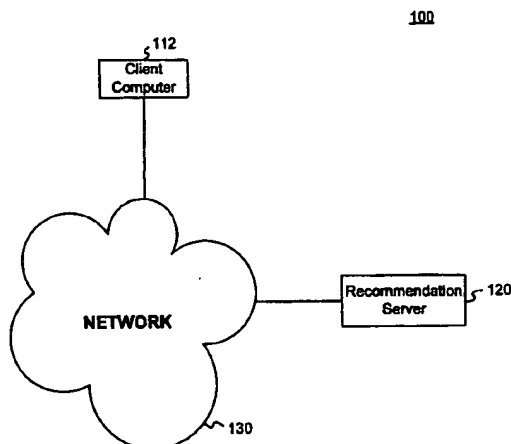 100
112
Client
Computer
Recommendation
Server
120
NETWORK
130